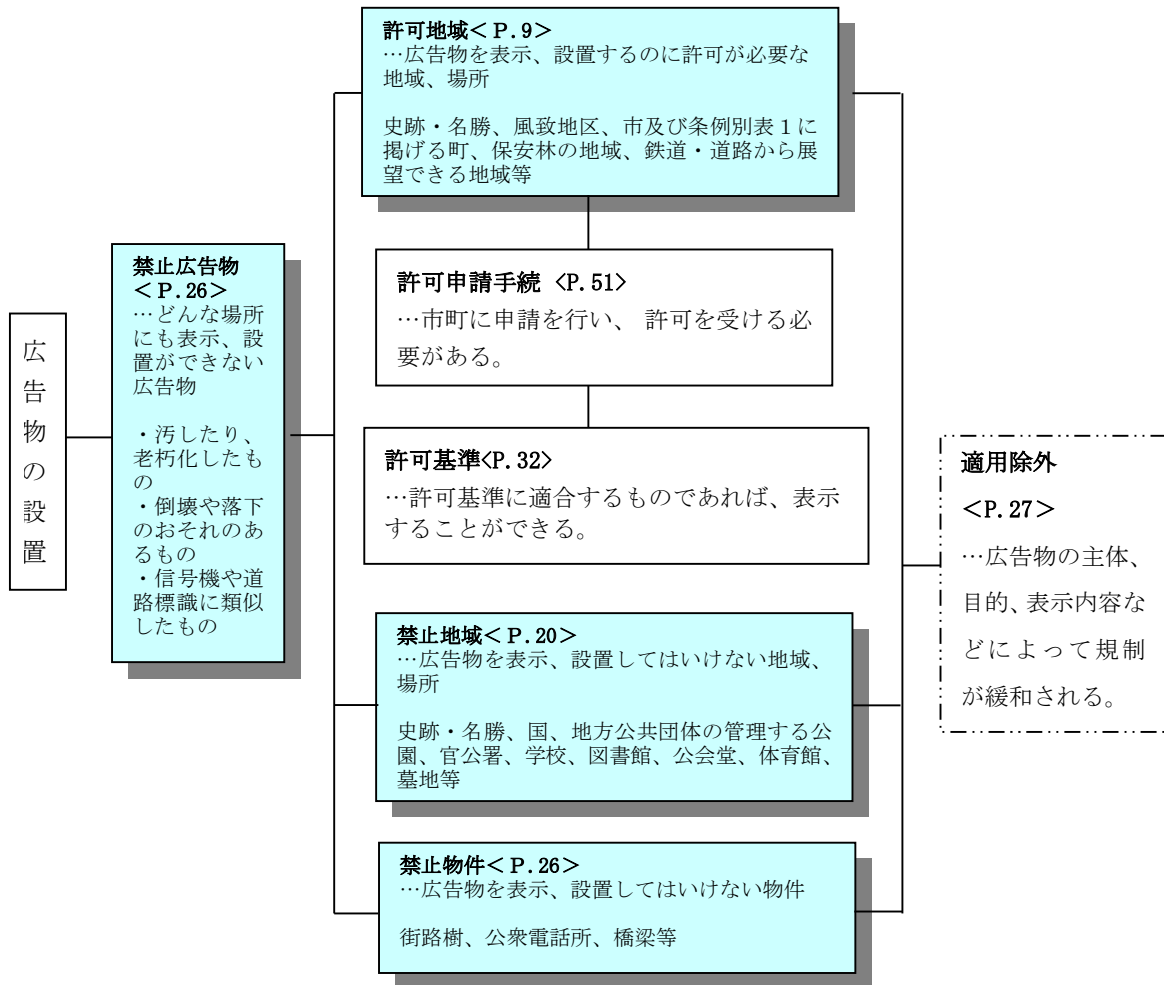 広告物の設置
禁止広告物
<P.26>
…どんな場所
にも表示、設
置ができない
広告物
・汚したり、
老朽化したも
の
・倒壊や落下
のおそれのあ
るもの
・信号機や道
路標識に類似
したもの
許可地域<P.9>
…広告物を表示、設置するのに許可が必要な
地域、場所
史跡・名勝、風致地区、市及び条例別表1に
掲げる町、保安林の地域、鉄道・道路から展
望できる地域等
許可申請手続 <P.51>
…市町に申請を行い、 許可を受ける必
要がある。
許可基準<P.32>
…許可基準に適合するものであれば、表示
することができる。
禁止地域<P.20>
…広告物を表示、設置してはいけない地域、
場所
史跡・名勝、国、地方公共団体の管理する公
園、官公署、学校、図書館、公会堂、体育館、
墓地等
禁止物件<P.26>
…広告物を表示、設置してはいけない物件
街路樹、公衆電話所、橋梁等
適用除外
<P.27>
…広告物の主体、
目的、表示内容な
どによって規制
が緩和される。